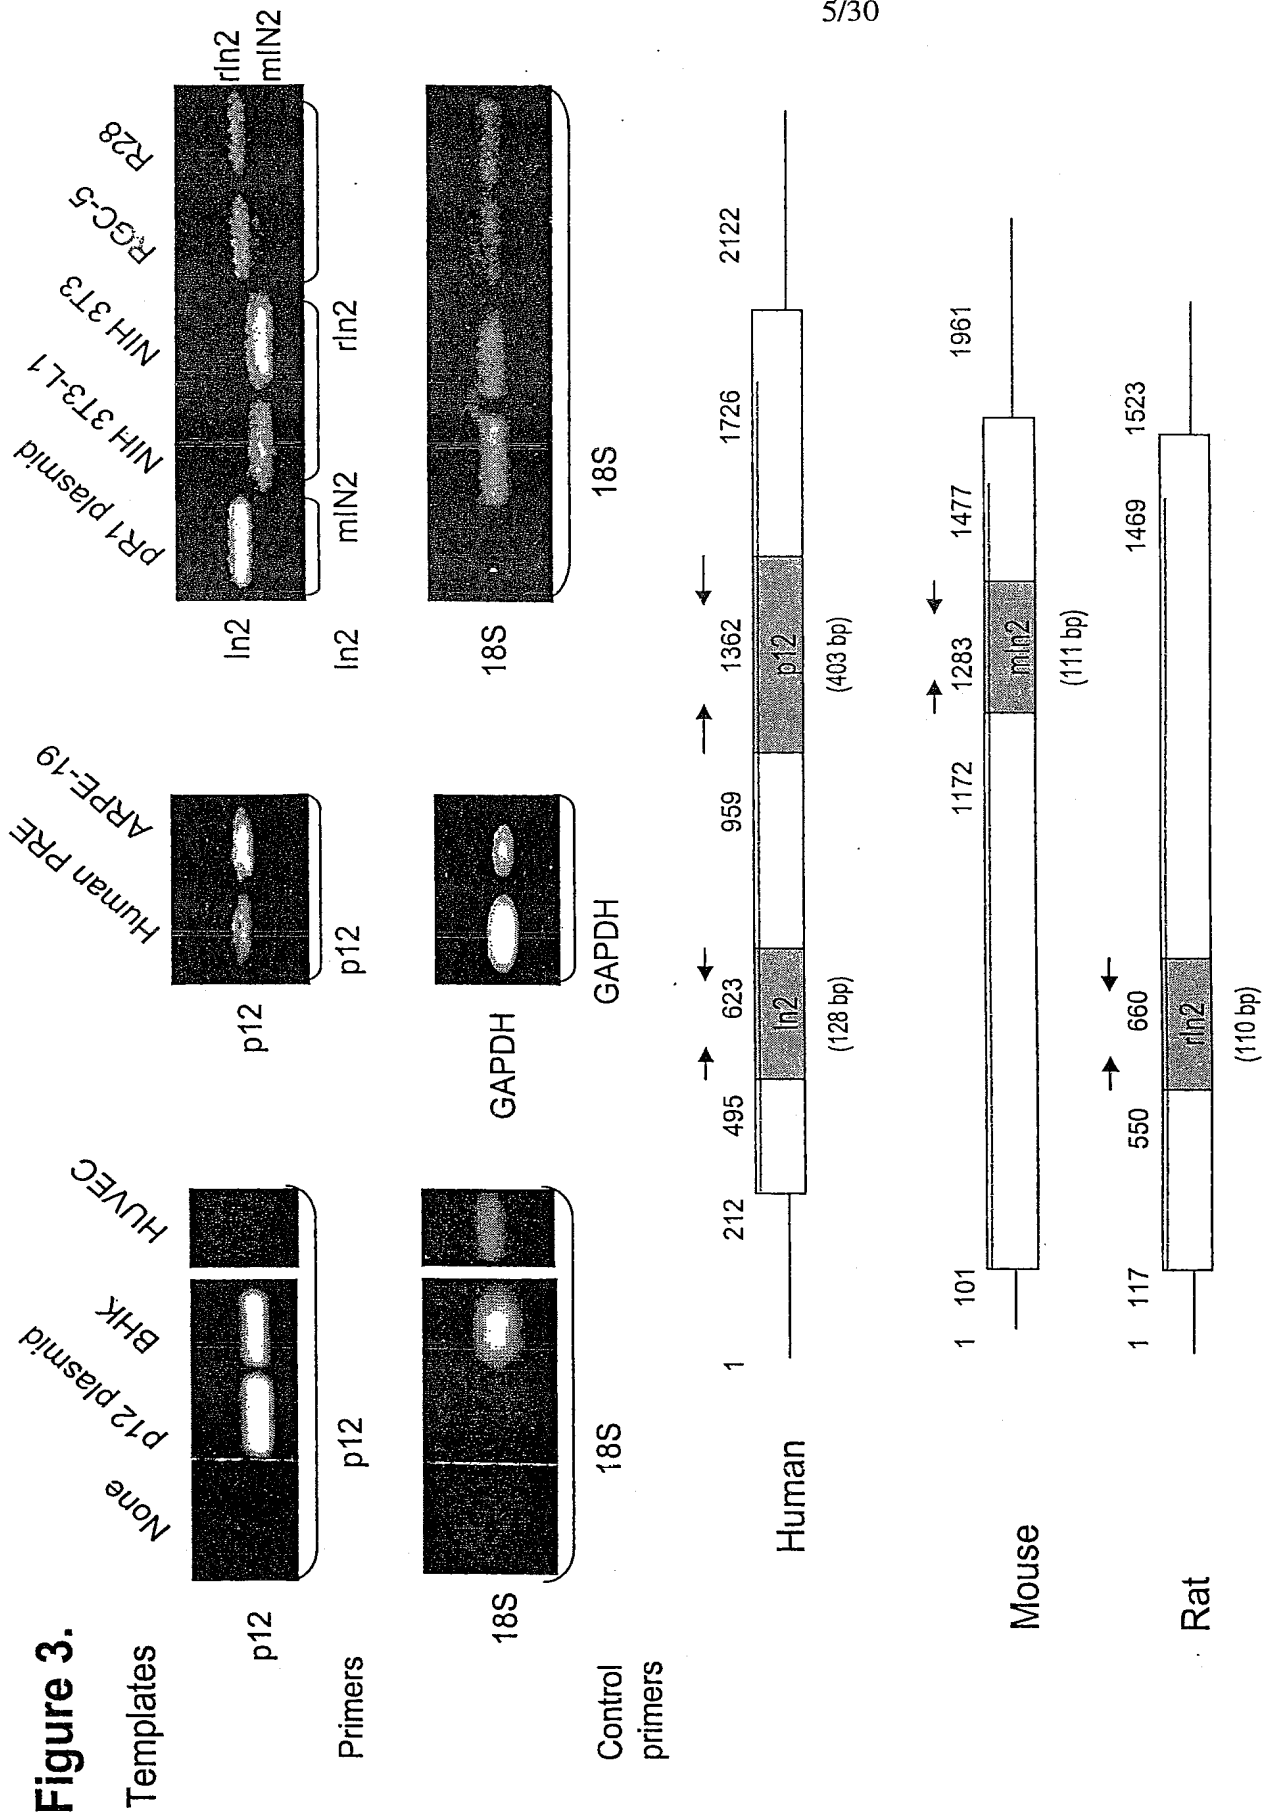 5/30
Figure 3.
Templates
None
p12 plasmid
BHK
HUVEC
Human PRE
ARPE-19
pR1 plasmid
NIH 3T3-L1
NIH 3T3
RGC-5
R28
p12
p12
In2
rIn2
mIN2
Primers
p12
p12
In2
mIN2
rIn2
18S
GAPDH
18S
Control
primers
18S
GAPDH
18S
Human
1
212
495
623
959
1362
1726
2122
In2
p12
(128 bp)
(403 bp)
Mouse
1
101
1172
1283
1477
1961
mIn2
(111 bp)
Rat
1
117
550
660
1469
1523
rIn2
(110 bp)